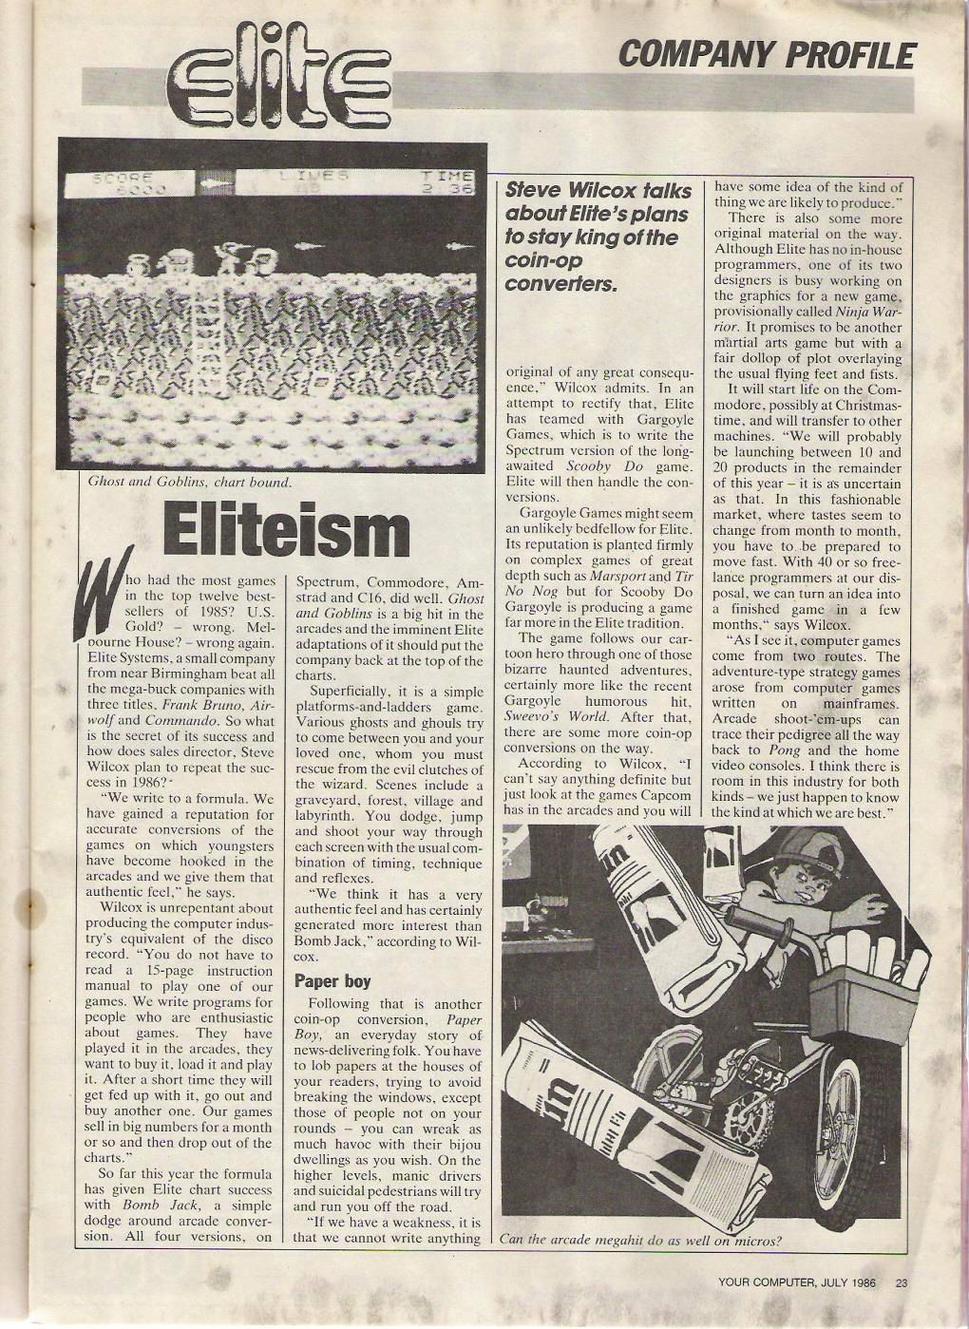 elite
COMPANY PROFILE
SCORE
6000
LIVES
TIME
2 36
Ghost and Goblins, chart bound.
Steve Wilcox talks
about Elite's plans
to stay king of the
coin-op
converters.
Eliteism
Who had the most games
in the top twelve best-
sellers of 1985? U.S.
Gold? – wrong. Mel-
bourne House? – wrong again.
Elite Systems, a small company
from near Birmingham beat all
the mega-buck companies with
three titles, Frank Bruno, Air-
wolf and Commando. So what
is the secret of its success and
how does sales director, Steve
Wilcox plan to repeat the suc-
cess in 1986?
"We write to a formula. We
have gained a reputation for
accurate conversions of the
games on which youngsters
have become hooked in the
arcades and we give them that
authentic feel," he says.
Wilcox is unrepentant about
producing the computer indus-
try's equivalent of the disco
record. "You do not have to
read a 15-page instruction
manual to play one of our
games. We write programs for
people who are enthusiastic
about games. They have
played it in the arcades, they
want to buy it, load it and play
it. After a short time they will
get fed up with it, go out and
buy another one. Our games
sell in big numbers for a month
or so and then drop out of the
charts."
So far this year the formula
has given Elite chart success
with Bomb Jack, a simple
dodge around arcade conver-
sion. All four versions, on
Spectrum, Commodore, Am-
strad and C16, did well. Ghost
and Goblins is a big hit in the
arcades and the imminent Elite
adaptations of it should put the
company back at the top of the
charts.
Superficially, it is a simple
platforms-and-ladders game.
Various ghosts and ghouls try
to come between you and your
loved one, whom you must
rescue from the evil clutches of
the wizard. Scenes include a
graveyard, forest, village and
labyrinth. You dodge, jump
and shoot your way through
each screen with the usual com-
bination of timing, technique
and reflexes.
"We think it has a very
authentic feel and has certainly
generated more interest than
Bomb Jack," according to Wil-
cox.
Paper boy
Following that is another
coin-op conversion, Paper
Boy, an everyday story of
news-delivering folk. You have
to lob papers at the houses of
your readers, trying to avoid
breaking the windows, except
those of people not on your
rounds – you can wreak as
much havoc with their bijou
dwellings as you wish. On the
higher levels, manic drivers
and suicidal pedestrians will try
and run you off the road.
"If we have a weakness, it is
that we cannot write anything
original of any great consequ-
ence," Wilcox admits. In an
attempt to rectify that, Elite
has teamed with Gargoyle
Games, which is to write the
Spectrum version of the long-
awaited Scooby Do game.
Elite will then handle the con-
versions.
Gargoyle Games might seem
an unlikely bedfellow for Elite.
Its reputation is planted firmly
on complex games of great
depth such as Marsport and Tir
No Nog but for Scooby Do
Gargoyle is producing a game
far more in the Elite tradition.
The game follows our car-
toon hero through one of those
bizarre haunted adventures,
certainly more like the recent
Gargoyle humorous hit,
Sweevo's World. After that,
there are some more coin-op
conversions on the way.
According to Wilcox, "I
can't say anything definite but
just look at the games Capcom
has in the arcades and you will
have some idea of the kind of
thing we are likely to produce."
There is also some more
original material on the way.
Although Elite has no in-house
programmers, one of its two
designers is busy working on
the graphics for a new game,
provisionally called Ninja War-
rior. It promises to be another
martial arts game but with a
fair dollop of plot overlaying
the usual flying feet and fists.
It will start life on the Com-
modore, possibly at Christmas-
time, and will transfer to other
machines. "We will probably
be launching between 10 and
20 products in the remainder
of this year – it is as uncertain
as that. In this fashionable
market, where tastes seem to
change from month to month,
you have to be prepared to
move fast. With 40 or so free-
lance programmers at our dis-
posal, we can turn an idea into
a finished game in a few
months," says Wilcox.
"As I see it, computer games
come from two routes. The
adventure-type strategy games
arose from computer games
written on mainframes.
Arcade shoot-'em-ups can
trace their pedigree all the way
back to Pong and the home
video consoles. I think there is
room in this industry for both
kinds – we just happen to know
the kind at which we are best."
in
in
Can the arcade megahit do as well on micros?
YOUR COMPUTER, JULY 1986 23